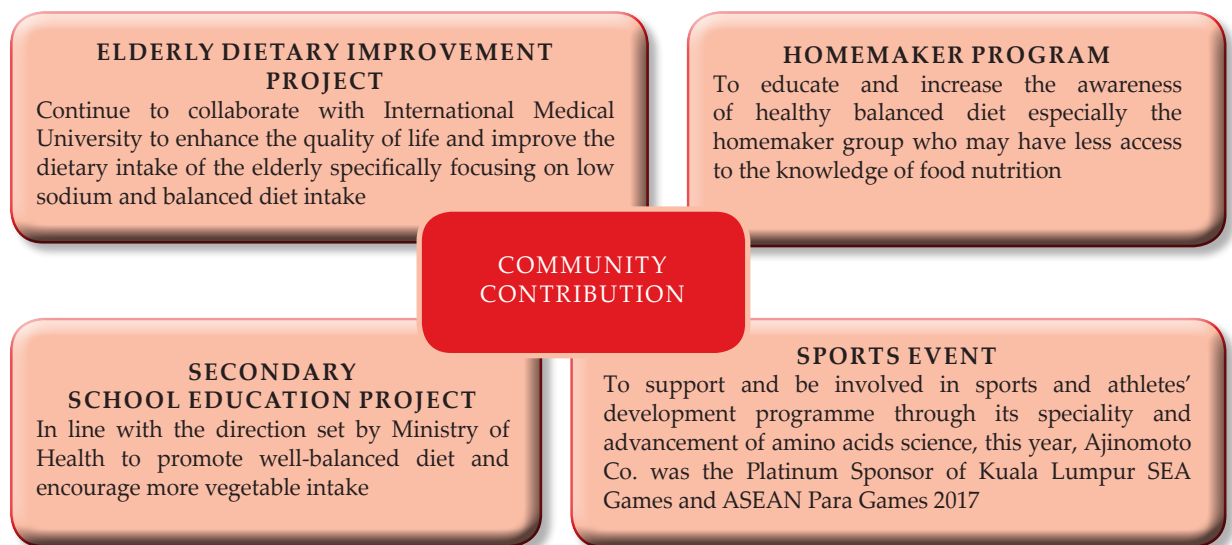 ELDERLY DIETARY IMPROVEMENT
PROJECT
Continue to collaborate with International Medical
University to enhance the quality of life and improve the
dietary intake of the elderly specifically focusing on low
sodium and balanced diet intake
HOMEMAKER PROGRAM
To educate and increase the awareness
of healthy balanced diet especially the
homemaker group who may have less access
to the knowledge of food nutrition
COMMUNITY
CONTRIBUTION
SECONDARY
SCHOOL EDUCATION PROJECT
In line with the direction set by Ministry of
Health to promote well-balanced diet and
encourage more vegetable intake
SPORTS EVENT
To support and be involved in sports and athletes’
development programme through its speciality and
advancement of amino acids science, this year, Ajinomoto
Co. was the Platinum Sponsor of Kuala Lumpur SEA
Games and ASEAN Para Games 2017